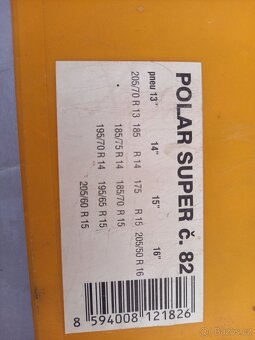 POLAR SUPER č. 82
pneu 13" 14" 15" 16"
205/70 R 13 185 R 14 175 R 15 205/50 R 16
185/75 R 14 185/70 R 15
195/70 R 14 195/65 R 15
205/60 R 15
8 594008 121826